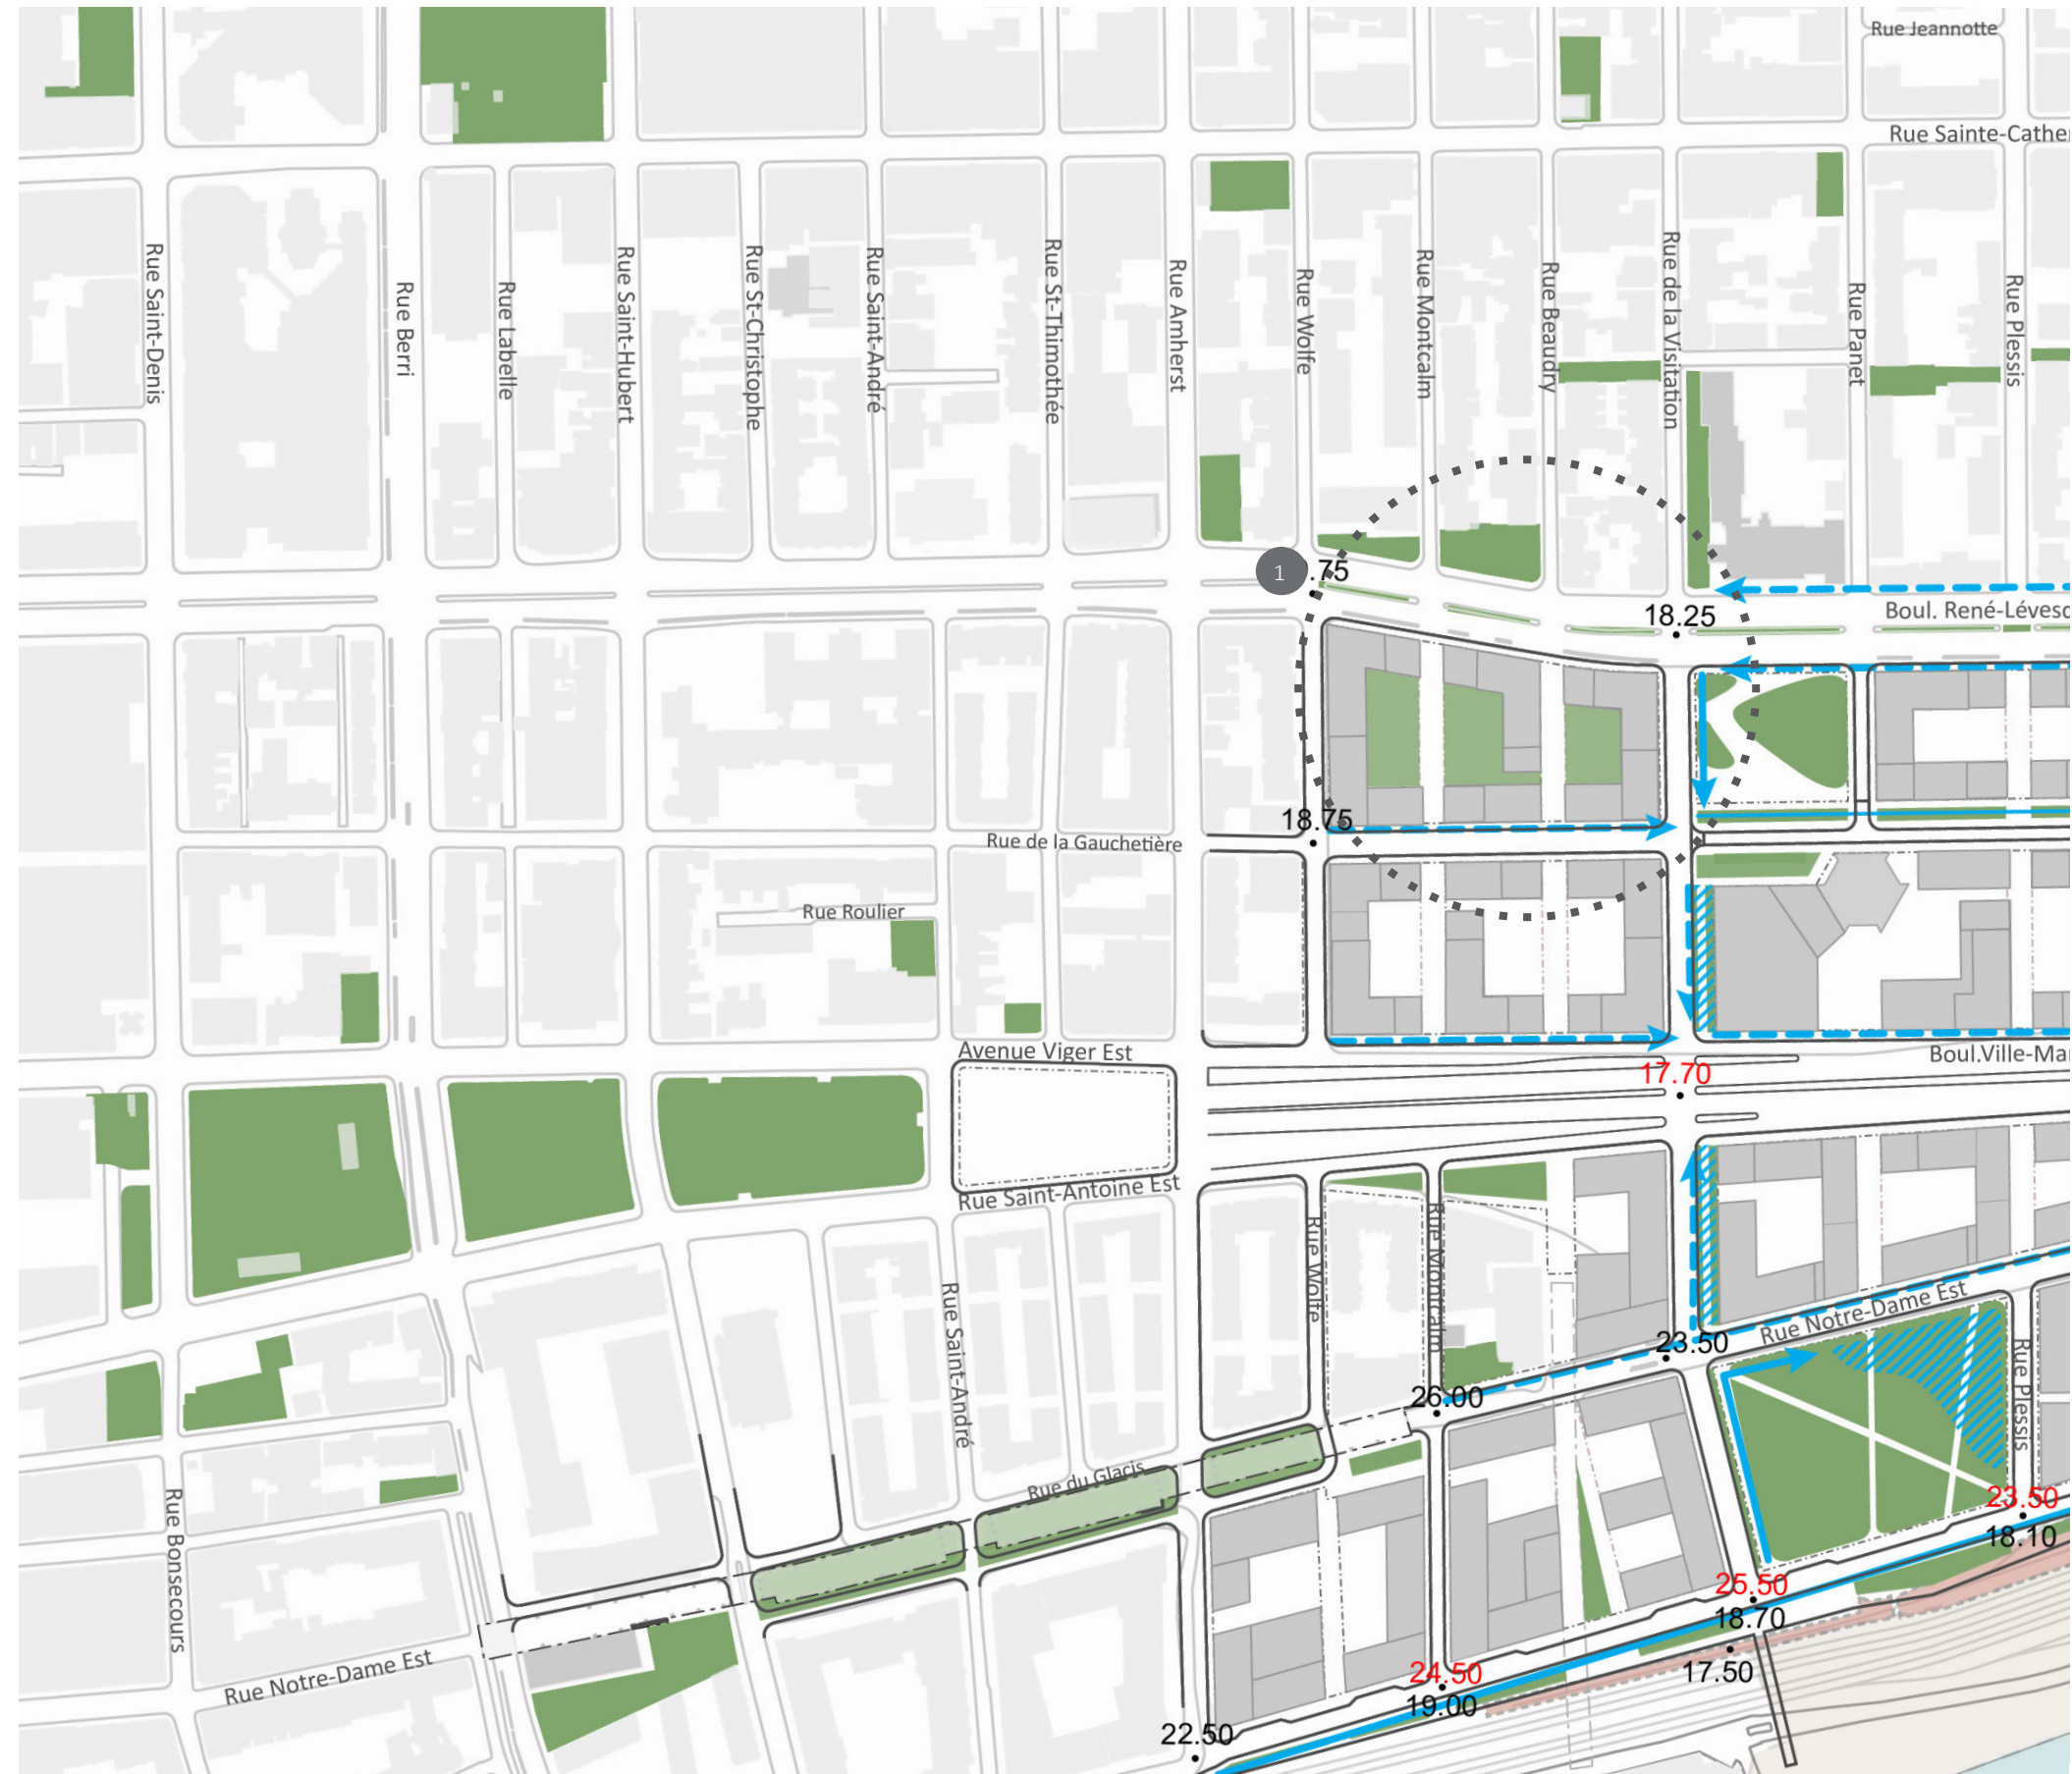 Rue Jeannotte
Rue Sainte-Cathe
Rue Saint-Denis
Rue Berri
Rue Labelle
Rue Saint-Hubert
Rue St-Christophe
Rue Saint-André
Rue St-Thimothée
Rue Amherst
Rue Wolfe
Rue Montcalm
Rue Beaudry
Rue de la Visitation
Rue Panet
Rue Plessis
1
.75
18.25
Boul. René-Lévesq
18.75
Rue de la Gauchetière
Rue Roulier
Avenue Viger Est
Boul.Ville-Mar
17.70
Rue Saint-Antoine Est
Rue Wolfe
Rue Montcalm
Rue Saint-André
Rue Notre-Dame Est
23.50
Rue Plessis
26.00
Rue du Glacis
23.50
18.10
Rue Bonsecours
25.50
18.70
Rue Notre-Dame Est
24.50
17.50
19.00
22.50